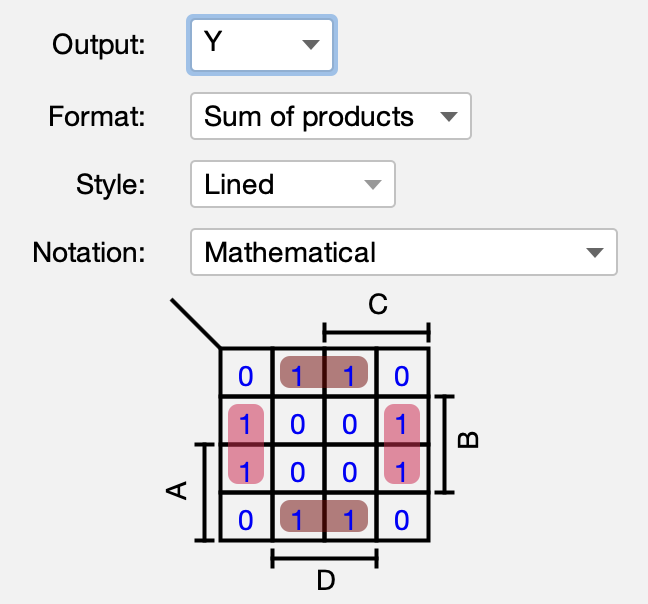 Output: Y
Format: Sum of products
Style: Lined
Notation: Mathematical
C
0 1 1 0
1 0 0 1
B
1 0 0 1
A
0 1 1 0
D